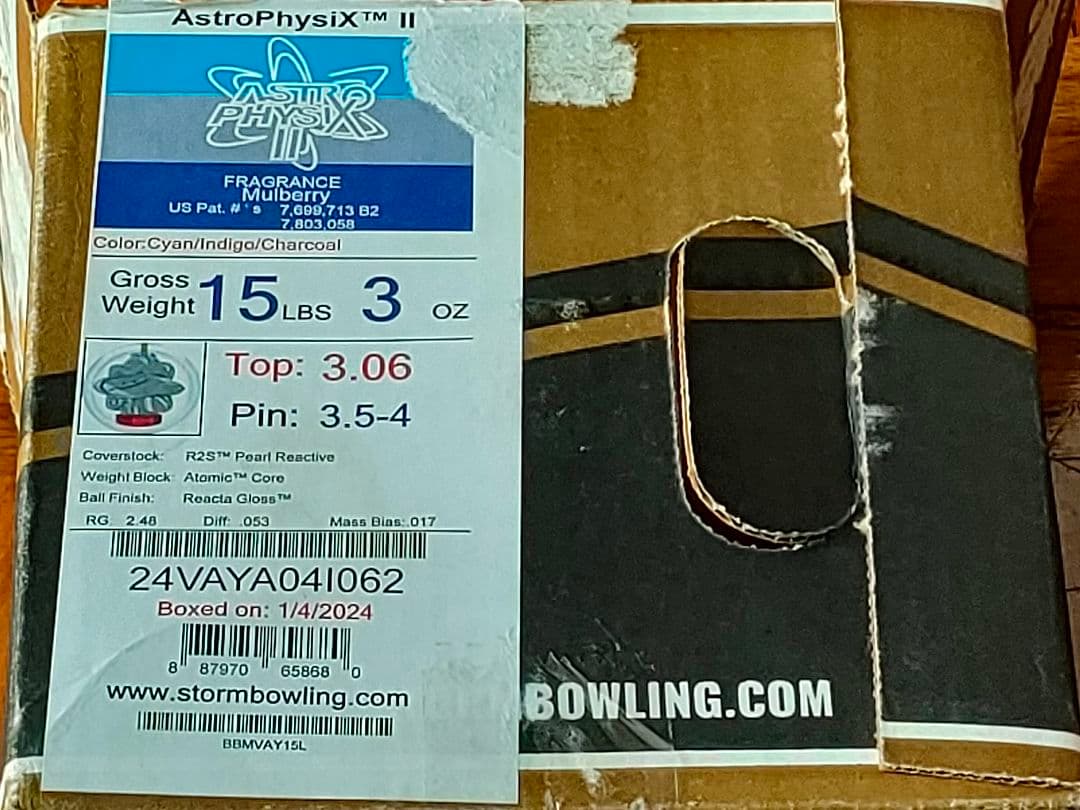 AstroPhysiX™ II
ASTRO
PHYSIX
II
FRAGRANCE
Mulberry
US Pat. #'s 7,699,713 B2
7,803,058
Color:Cyan/Indigo/Charcoal
Gross Weight 15 LBS 3 OZ
Top: 3.06
Pin: 3.5-4
Coverstock: R2S™ Pearl Reactive
Weight Block: Atomic™ Core
Ball Finish: Reacta Gloss™
RG: 2.48 Diff: .053 Mass Bias: .017
24VAYA04I062
Boxed on: 1/4/2024
8 87970 65868 0
www.stormbowling.com
BBMVAY15L
BOWLING.COM